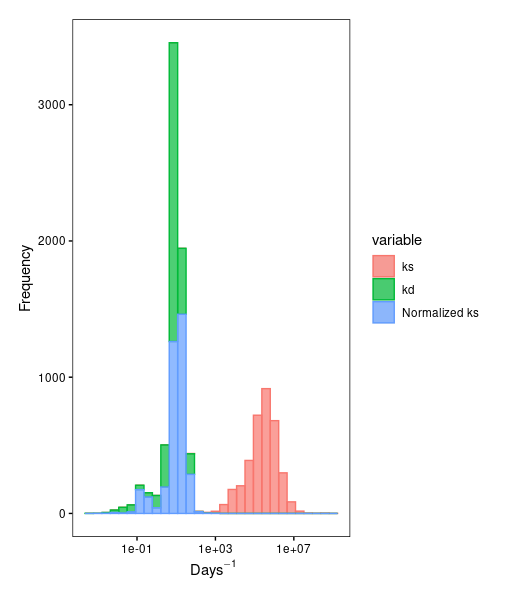 Frequency
3000
2000
1000
0
1e-01 1e+03 1e+07
Days⁻¹
variable
ks
kd
Normalized ks